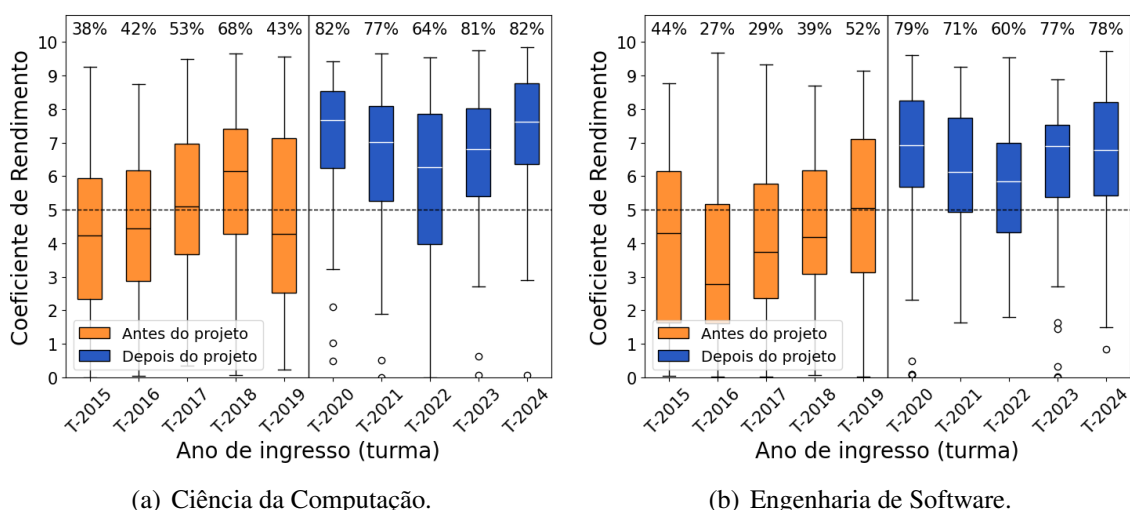 38% 42% 53% 68% 43% 82% 77% 64% 81% 82%
10
9
8
7
6
5
4
3
2
1
0
Coeficiente de Rendimento
Antes do projeto
Depois do projeto
T-2015 T-2016 T-2017 T-2018 T-2019 T-2020 T-2021 T-2022 T-2023 T-2024
Ano de ingresso (turma)
(a) Ciência da Computação.
44% 27% 29% 39% 52% 79% 71% 60% 77% 78%
10
9
8
7
6
5
4
3
2
1
0
Coeficiente de Rendimento
Antes do projeto
Depois do projeto
T-2015 T-2016 T-2017 T-2018 T-2019 T-2020 T-2021 T-2022 T-2023 T-2024
Ano de ingresso (turma)
(b) Engenharia de Software.